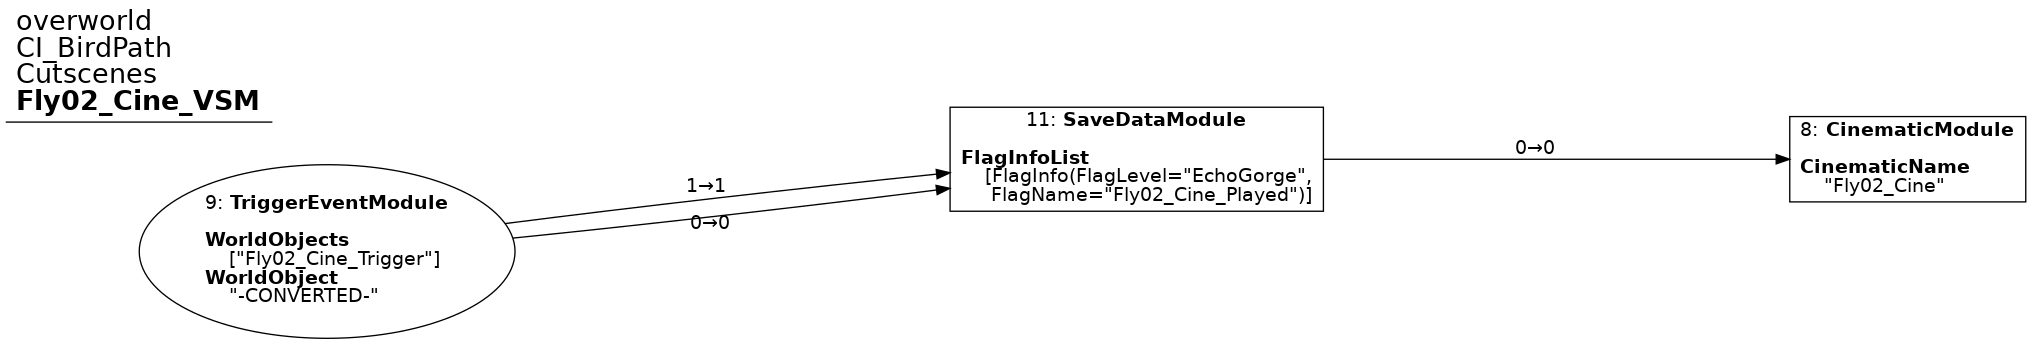 overworld
CI_BirdPath
Cutscenes
Fly02_Cine_VSM
9: TriggerEventModule
WorldObjects
["Fly02_Cine_Trigger"]
WorldObject
"-CONVERTED-"
1→1
0→0
11: SaveDataModule
FlagInfoList
[FlagInfo(FlagLevel="EchoGorge",
FlagName="Fly02_Cine_Played")]
0→0
8: CinematicModule
CinematicName
"Fly02_Cine"